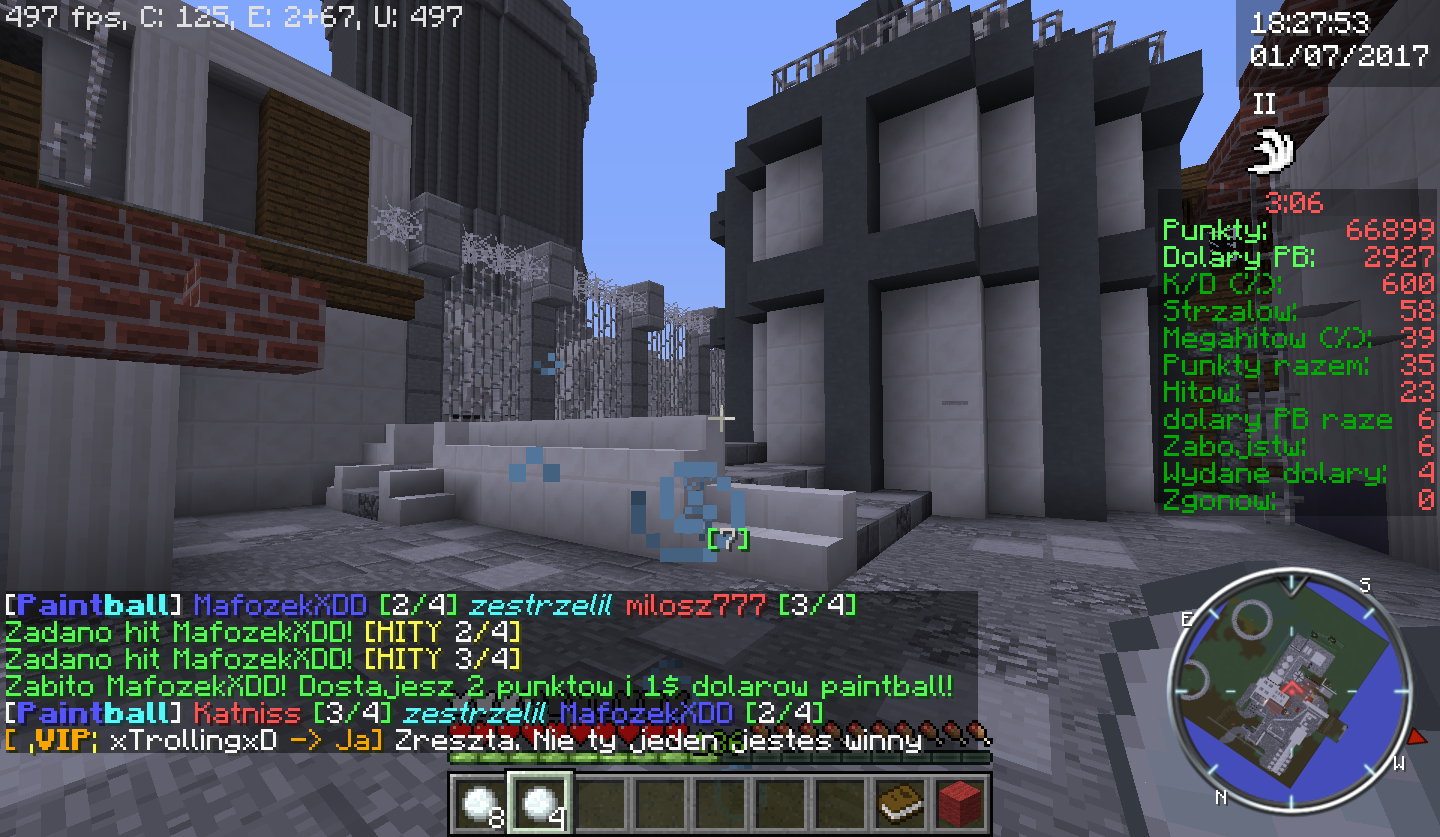 497 fps, C: 125, E: 2+67, U: 497
18:27:53
01/07/2017
II
3:06
Punkty: 66899
Dolary PB: 2927
K/D (%): 600
Strzalow: 58
Megahitow (%): 39
Punkty razem: 35
Hitow: 23
dolary PB raze 6
Zabojstw: 6
Wydane dolary: 4
Zgonow: 0
[7]
[Paintball] MafozekXDD [2/4] zestrzelil milosz777 [3/4]
Zadano hit MafozekXDD! [HITY 2/4]
Zadano hit MafozekXDD! [HITY 3/4]
Zabito MafozekXDD! Dostajesz 2 punktow i 1$ dolarow paintball!
[Paintball] Katniss [3/4] zestrzelil MafozekXDD [2/4]
[ ,VIP; xTrollingxD -> Ja] Zreszta. Nie ty jeden jestes winny
8 4
S
E
W
N